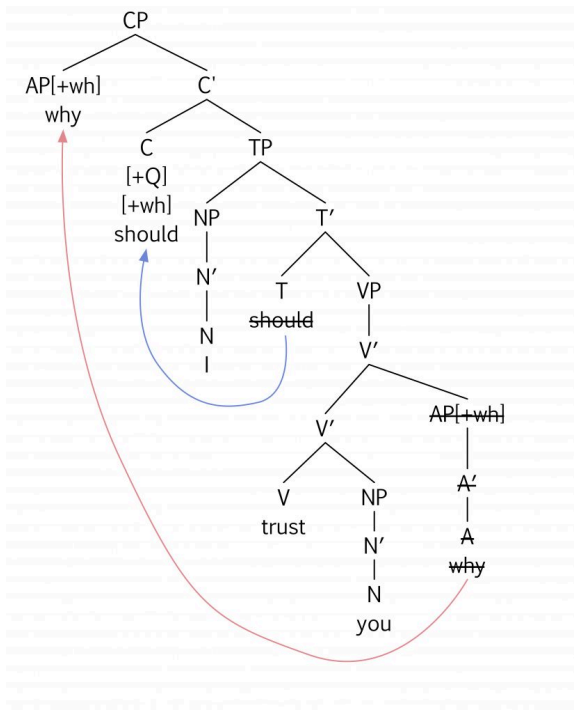 CP
AP[+wh] C'
why
C TP
[+Q]
[+wh] NP T′
should
N′ T VP
should
N
I V′
V′ AP[+wh]
V NP A′
trust
N′ A
why
N
you